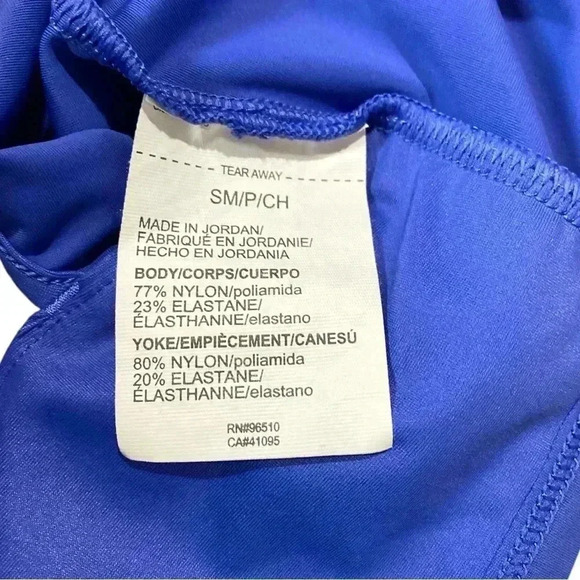 TEAR AWAY
SM/P/CH
MADE IN JORDAN/
FABRIQUÉ EN JORDANIE/
HECHO EN JORDANIA
BODY/CORPS/CUERPO
77% NYLON/poliamida
23% ELASTANE/
ÉLASTHANNE/elastano
YOKE/EMPIÈCEMENT/CANESÚ
80% NYLON/poliamida
20% ELASTANE/
ÉLASTHANNE/elastano
RN#96510
CA#41095